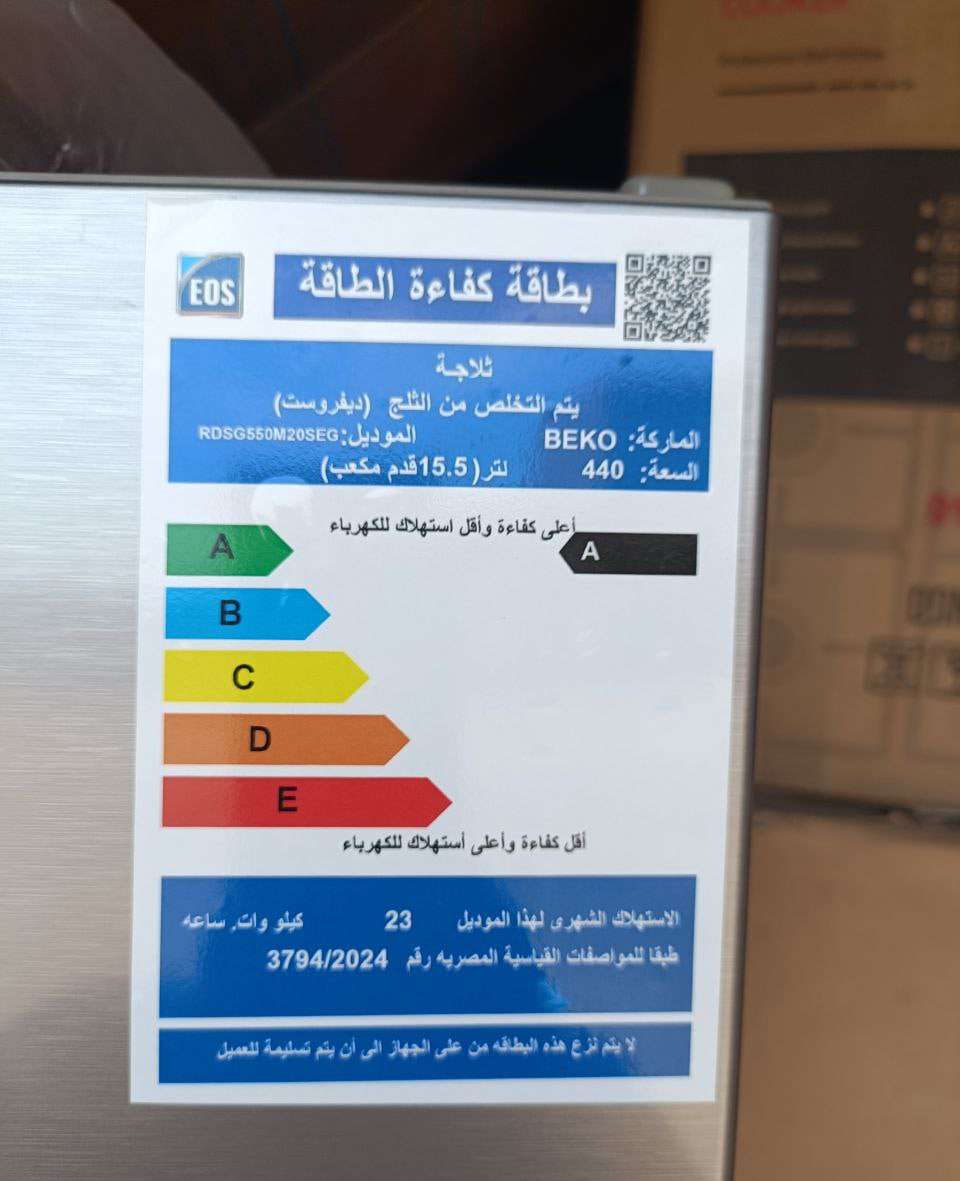 EOS
بطاقة كفاءة الطاقة
ثلاجة
يتم التخلص من الثلج (ديفروست)
الماركة: BEKO الموديل: RDSG550M20SEG
السعة: 440 لتر (15.5 قدم مكعب)
أعلى كفاءة وأقل استهلاك للكهرباء
A
A
B
C
D
E
أقل كفاءة وأعلى أستهلاك للكهرباء
الاستهلاك الشهرى لهذا الموديل 23 كيلو وات. ساعه
طبقا للمواصفات القياسية المصريه رقم 3794/2024
لا يتم نزع هذه البطاقه من على الجهاز الى أن يتم تسليمة للعميل